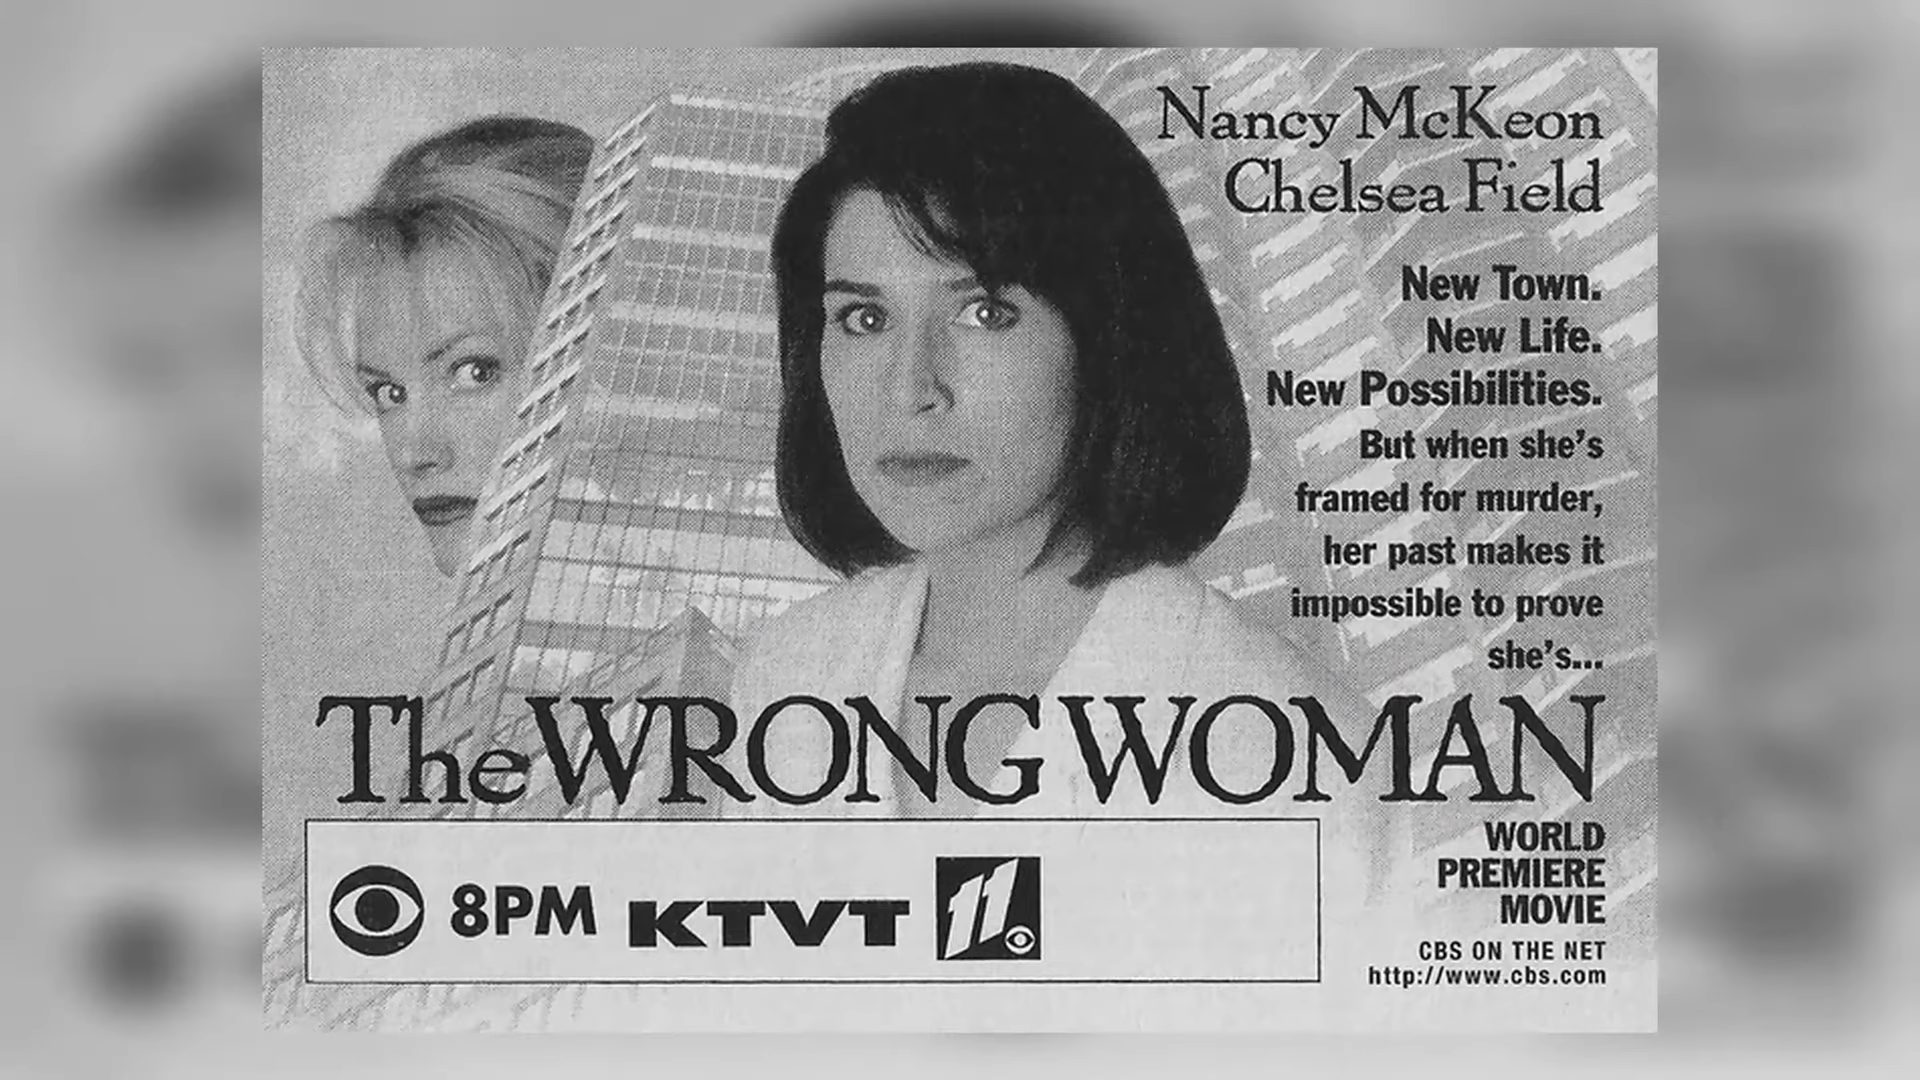 Nancy McKeon
Chelsea Field
New Town.
New Life.
New Possibilities.
But when she's
framed for murder,
her past makes it
impossible to prove
she's...
The WRONG WOMAN
8PM KTVT 11
WORLD
PREMIERE
MOVIE
CBS ON THE NET
http://www.cbs.com